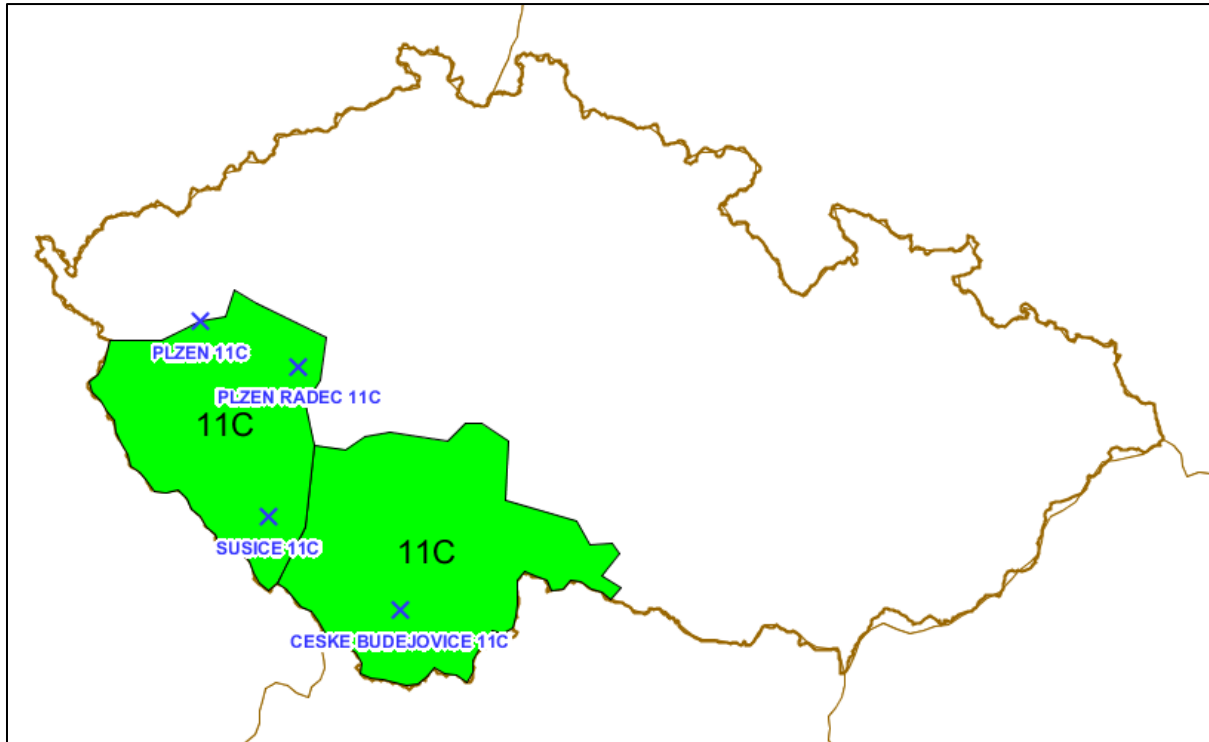 PLZEN 11C
PLZEN RADEC 11C
11C
SUSICE 11C
11C
CESKE BUDEJOVICE 11C